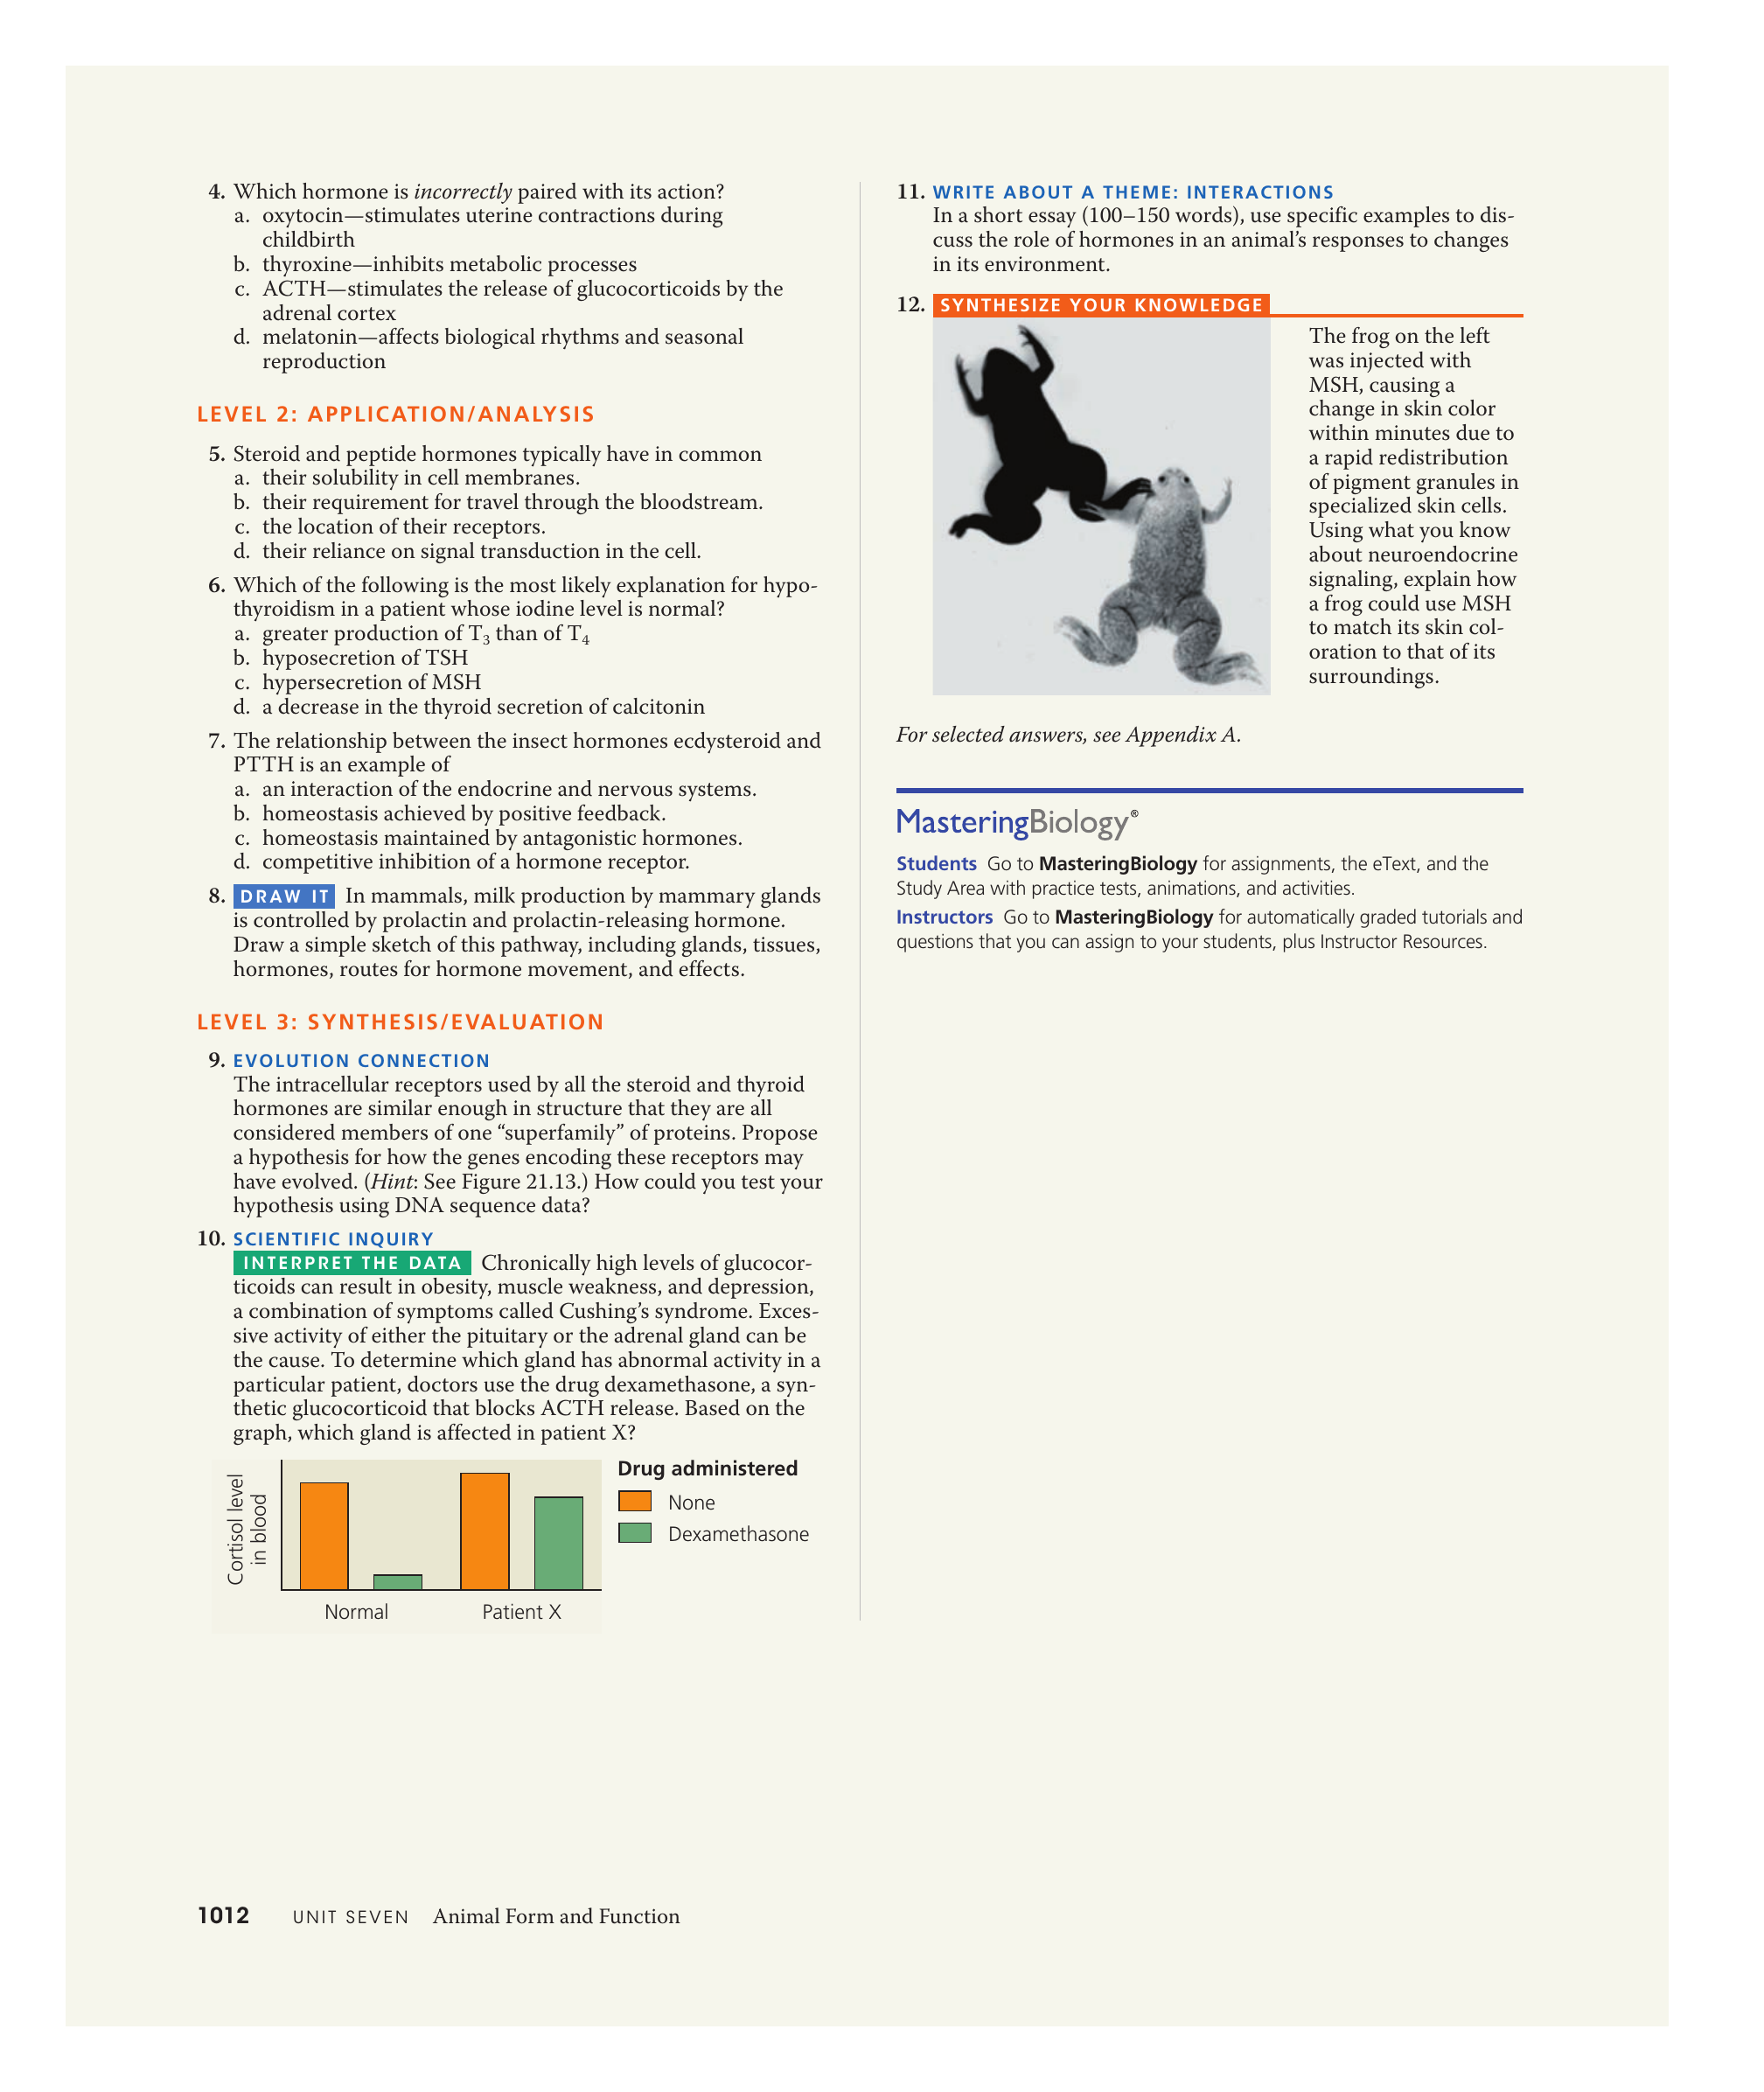 4. Which hormone is incorrectly paired with its action?
a. oxytocin—stimulates uterine contractions during
childbirth
b. thyroxine—inhibits metabolic processes
c. ACTH—stimulates the release of glucocorticoids by the
adrenal cortex
d. melatonin—affects biological rhythms and seasonal
reproduction
LEVEL 2: APPLICATION/ANALYSIS
5. Steroid and peptide hormones typically have in common
a. their solubility in cell membranes.
b. their requirement for travel through the bloodstream.
c. the location of their receptors.
d. their reliance on signal transduction in the cell.
6. Which of the following is the most likely explanation for hypo-
thyroidism in a patient whose iodine level is normal?
a. greater production of T₃ than of T₄
b. hyposecretion of TSH
c. hypersecretion of MSH
d. a decrease in the thyroid secretion of calcitonin
7. The relationship between the insect hormones ecdysteroid and
PTTH is an example of
a. an interaction of the endocrine and nervous systems.
b. homeostasis achieved by positive feedback.
c. homeostasis maintained by antagonistic hormones.
d. competitive inhibition of a hormone receptor.
8. DRAW IT In mammals, milk production by mammary glands
is controlled by prolactin and prolactin-releasing hormone.
Draw a simple sketch of this pathway, including glands, tissues,
hormones, routes for hormone movement, and effects.
LEVEL 3: SYNTHESIS/EVALUATION
9. EVOLUTION CONNECTION
The intracellular receptors used by all the steroid and thyroid
hormones are similar enough in structure that they are all
considered members of one “superfamily” of proteins. Propose
a hypothesis for how the genes encoding these receptors may
have evolved. (Hint: See Figure 21.13.) How could you test your
hypothesis using DNA sequence data?
10. SCIENTIFIC INQUIRY
INTERPRET THE DATA Chronically high levels of glucocor-
ticoids can result in obesity, muscle weakness, and depression,
a combination of symptoms called Cushing’s syndrome. Exces-
sive activity of either the pituitary or the adrenal gland can be
the cause. To determine which gland has abnormal activity in a
particular patient, doctors use the drug dexamethasone, a syn-
thetic glucocorticoid that blocks ACTH release. Based on the
graph, which gland is affected in patient X?
Cortisol level
in blood
Normal
Patient X
Drug administered
None
Dexamethasone
11. WRITE ABOUT A THEME: INTERACTIONS
In a short essay (100–150 words), use specific examples to dis-
cuss the role of hormones in an animal’s responses to changes
in its environment.
12. SYNTHESIZE YOUR KNOWLEDGE
The frog on the left
was injected with
MSH, causing a
change in skin color
within minutes due to
a rapid redistribution
of pigment granules in
specialized skin cells.
Using what you know
about neuroendocrine
signaling, explain how
a frog could use MSH
to match its skin col-
oration to that of its
surroundings.
For selected answers, see Appendix A.
MasteringBiology®
Students Go to MasteringBiology for assignments, the eText, and the
Study Area with practice tests, animations, and activities.
Instructors Go to MasteringBiology for automatically graded tutorials and
questions that you can assign to your students, plus Instructor Resources.
1012 UNIT SEVEN Animal Form and Function